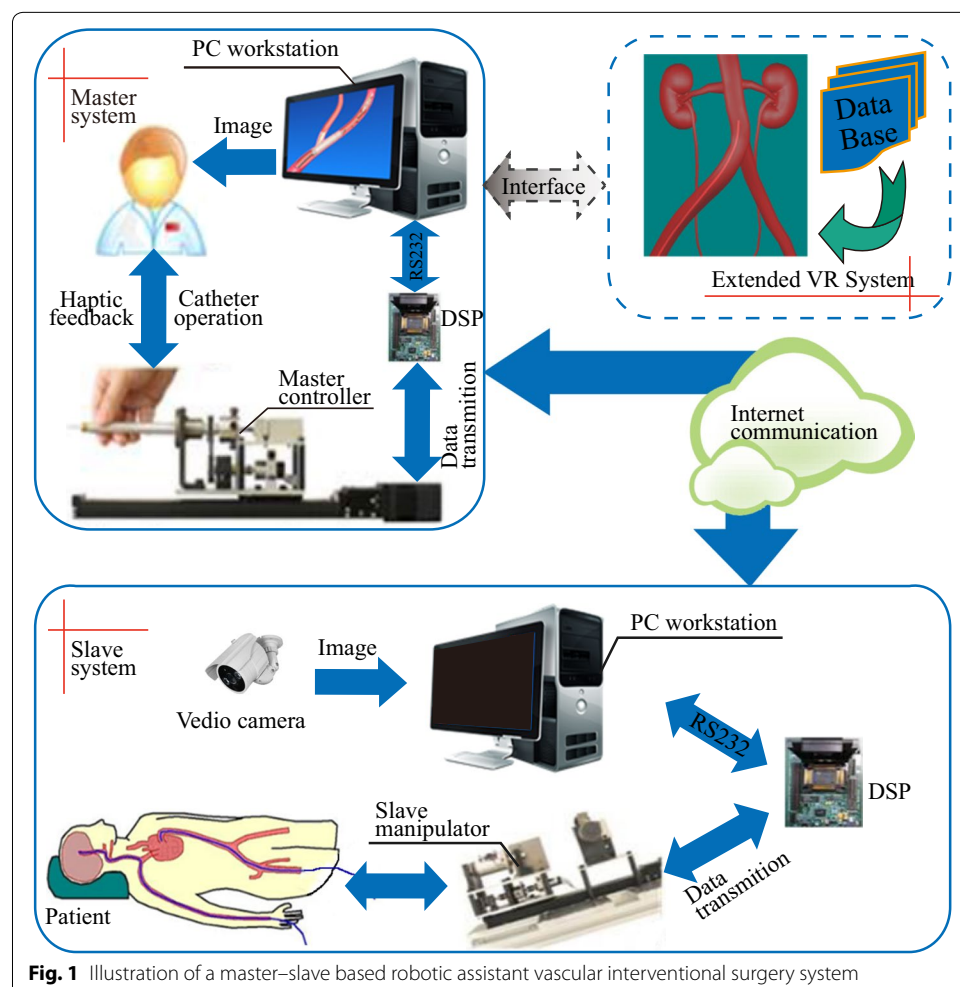 PC workstation
Master
system
Image
Data
Base
Interface
RS232
Extended VR System
Haptic
feedback
Catheter
operation
DSP
Master
controller
Data
transmition
Internet
communication
Slave
system
Image
PC workstation
Vedio camera
RS232
DSP
Slave
manipulator
Data
transmition
Patient
Fig. 1 Illustration of a master–slave based robotic assistant vascular interventional surgery system